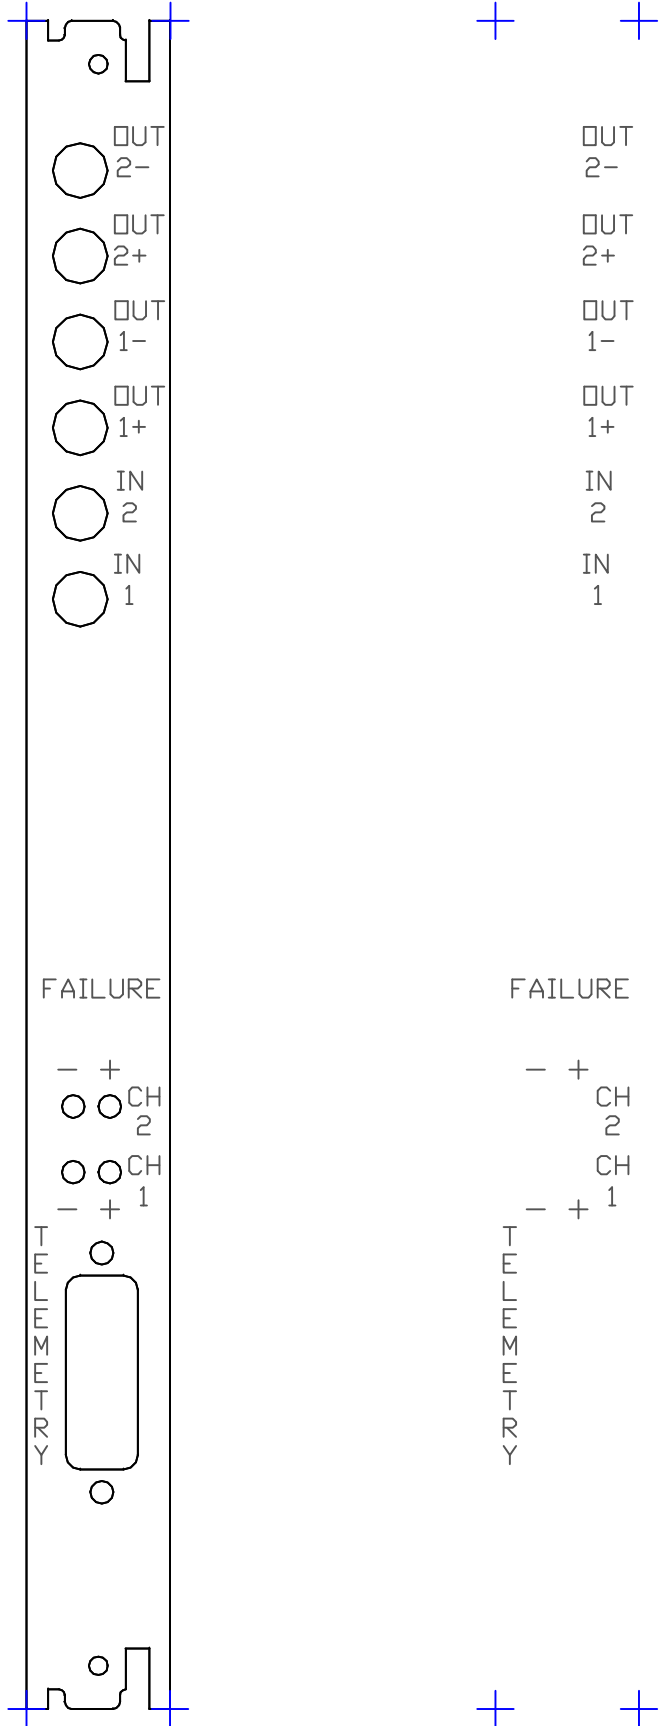 OUT
2-
OUT
2+
OUT
1-
OUT
1+
IN
2
IN
1
FAILURE
- +
CH
2
CH
1
- +
TELEMETRY
OUT
2-
OUT
2+
OUT
1-
OUT
1+
IN
2
IN
1
FAILURE
- +
CH
2
CH
1
- +
TELEMETRY